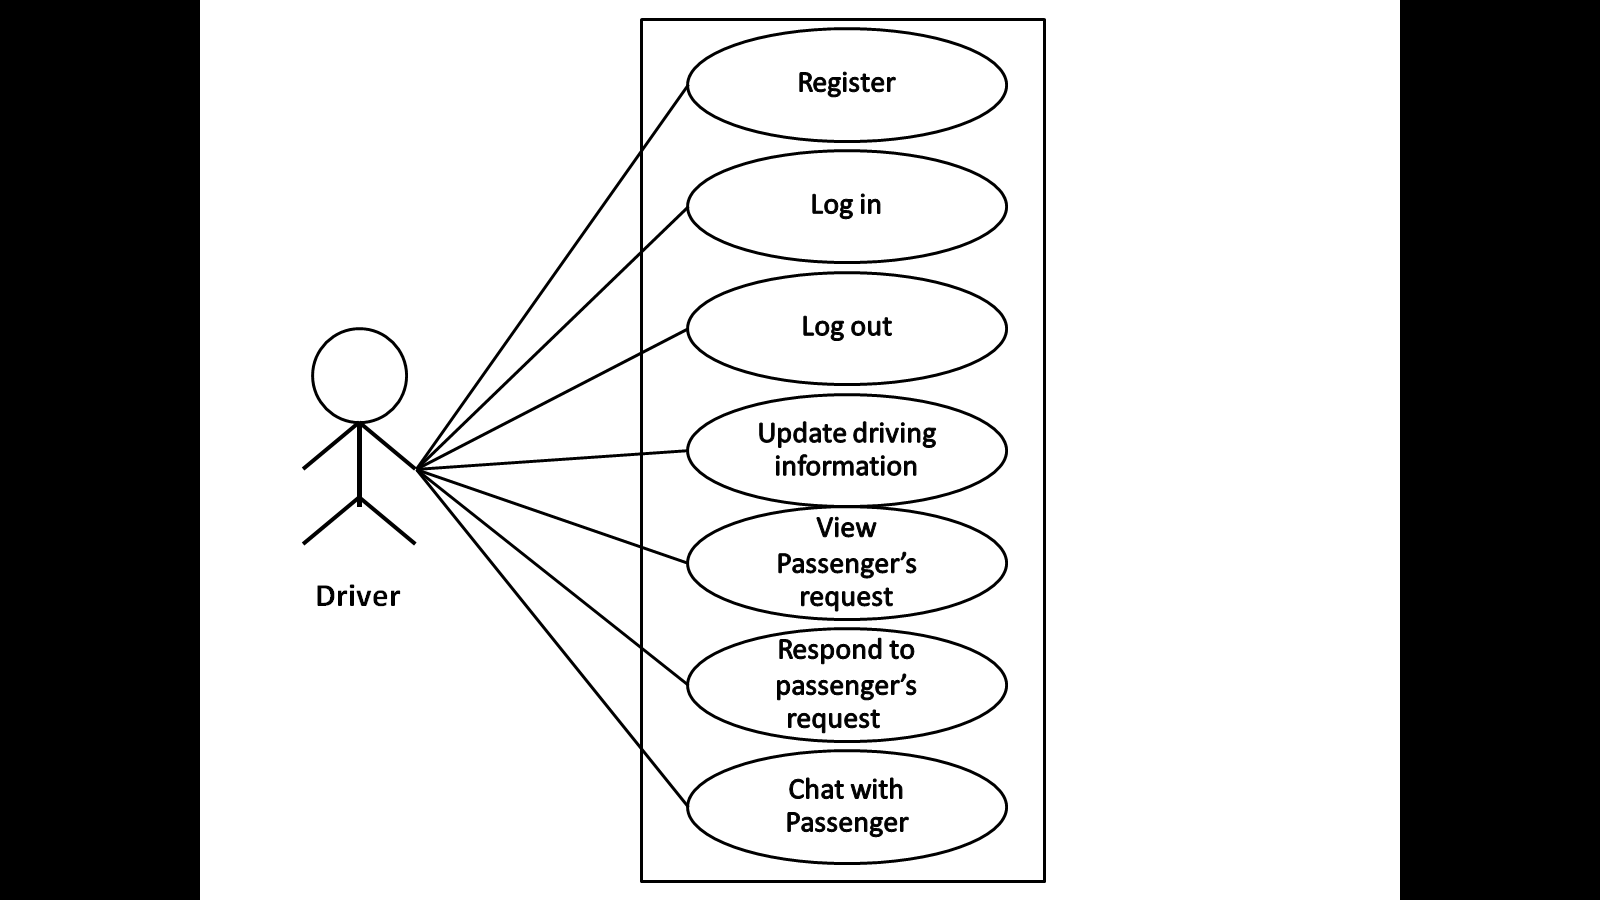 Register
Log in
Log out
Update driving
information
View
Passenger’s
request
Driver
Respond to
passenger’s
request
Chat with
Passenger